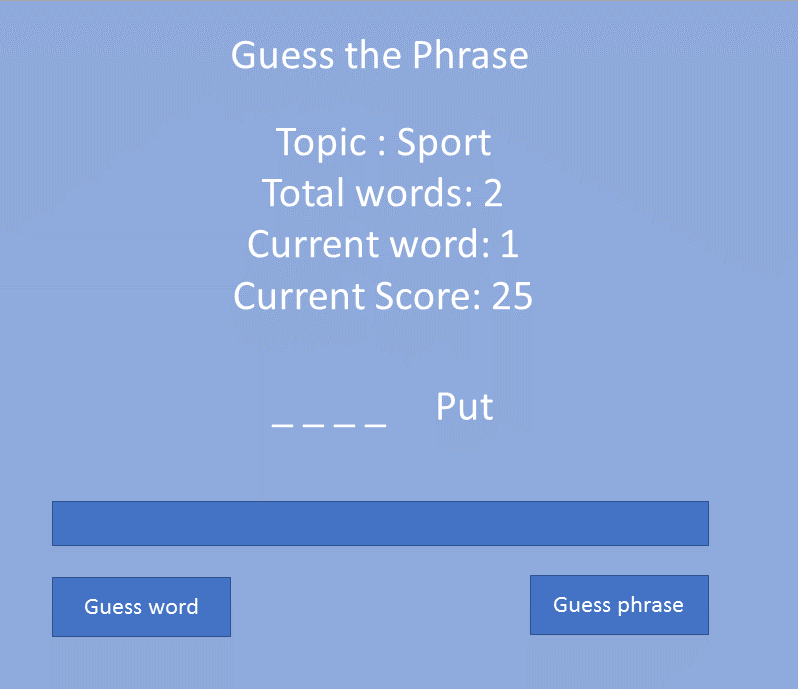 Guess the Phrase
Topic : Sport
Total words: 2
Current word: 1
Current Score: 25
_ _ _ _ Put
Guess word
Guess phrase